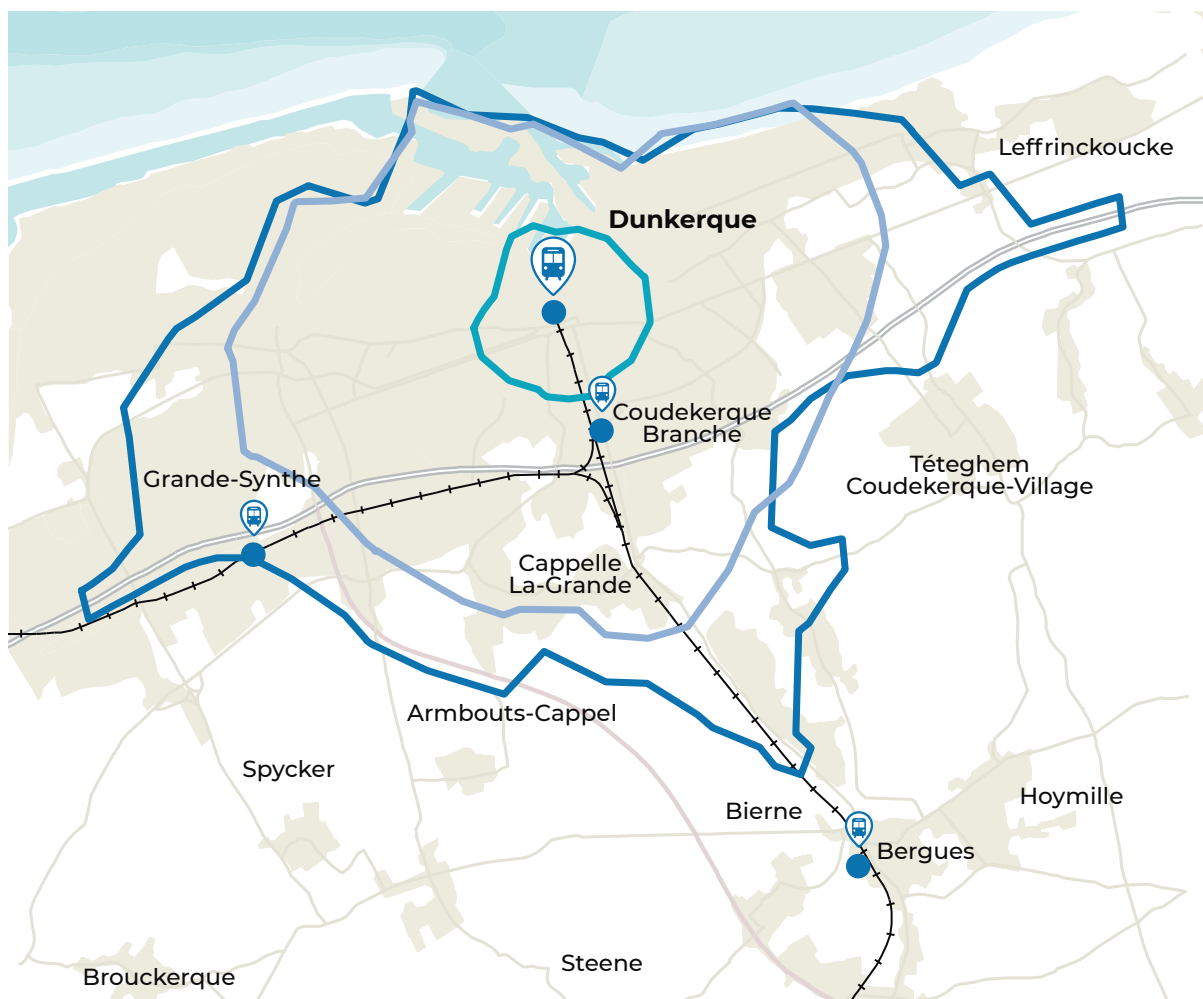 Leffrinckoucke
Dunkerque
Coudekerque
Branche
Grande-Synthe
Téteghem
Coudekerque-Village
Cappelle
La-Grande
Armbouts-Cappel
Spycker
Hoymille
Bierne
Bergues
Steene
Brouckerque